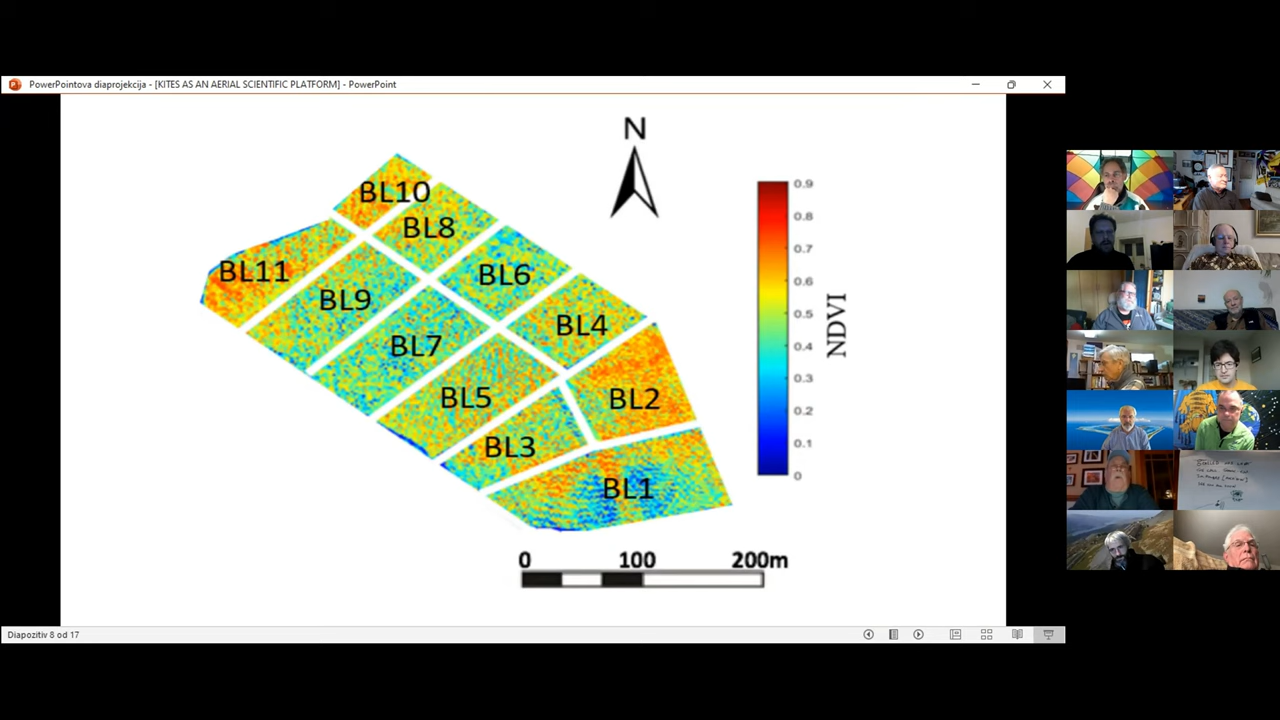 PowerPointova diaprojekcija - [KITES AS AN AERIAL SCIENTIFIC PLATFORM] - PowerPoint
N
BL10
BL8
BL11
BL6
BL9
BL4
BL7
BL5
BL2
BL3
BL1
0.9
0.8
0.7
0.6
0.5
0.4
0.3
0.2
0.1
0
NDVI
0 100 200m
Diapozitiv 8 od 17